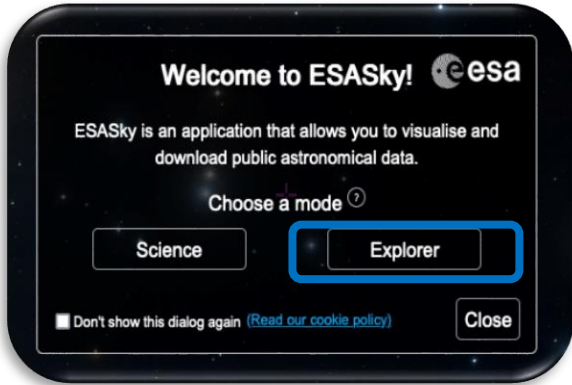 Welcome to ESASky! esa
ESASky is an application that allows you to visualise and
download public astronomical data.
Choose a mode ?
Science Explorer
Don't show this dialog again (Read our cookie policy) Close